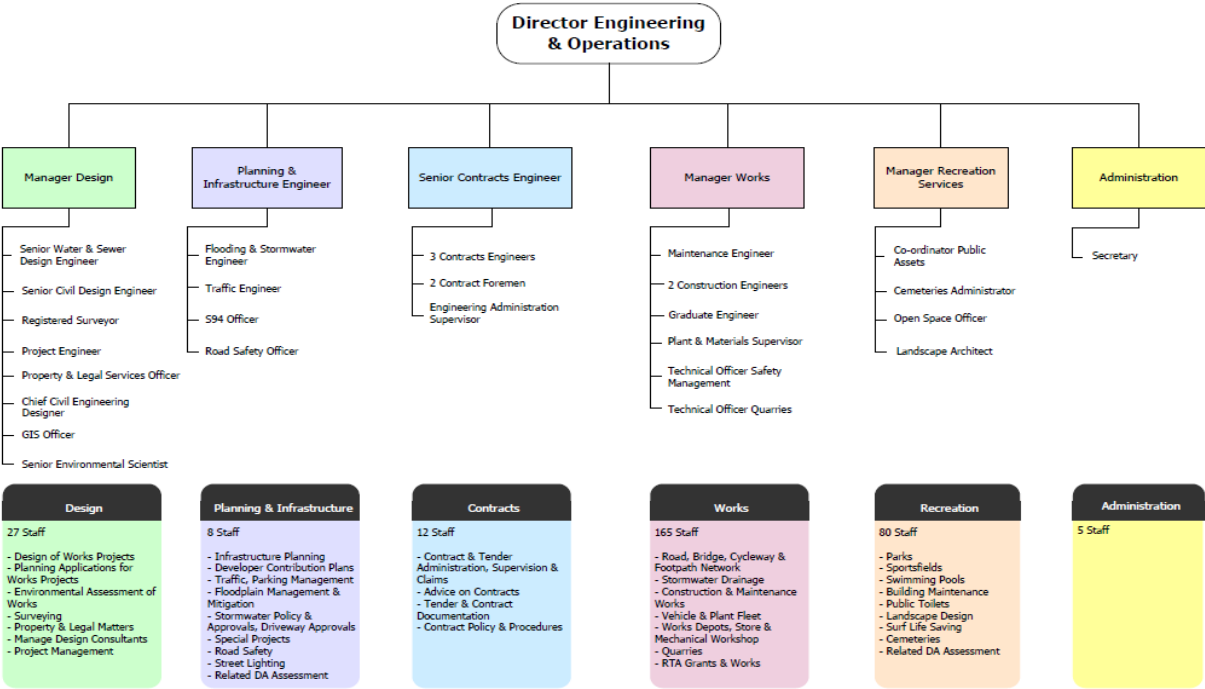 Director Engineering
& Operations
Manager Design
Planning &
Infrastructure Engineer
Senior Contracts Engineer
Manager Works
Manager Recreation
Services
Administration
Senior Water & Sewer
Design Engineer
Senior Civil Design Engineer
Registered Surveyor
Project Engineer
Property & Legal Services Officer
Chief Civil Engineering
Designer
GIS Officer
Senior Environmental Scientist
Flooding & Stormwater
Engineer
Traffic Engineer
S94 Officer
Road Safety Officer
3 Contracts Engineers
2 Contract Foremen
Engineering Administration
Supervisor
Maintenance Engineer
2 Construction Engineers
Graduate Engineer
Plant & Materials Supervisor
Technical Officer Safety
Management
Technical Officer Quarries
Co-ordinator Public
Assets
Cemeteries Administrator
Open Space Officer
Landscape Architect
Secretary
Design
27 Staff
- Design of Works Projects
- Planning Applications for
Works Projects
- Environmental Assessment of
Works
- Surveying
- Property & Legal Matters
- Manage Design Consultants
- Project Management
Planning & Infrastructure
8 Staff
- Infrastructure Planning
- Developer Contribution Plans
- Traffic, Parking Management
- Floodplain Management &
Mitigation
- Stormwater Policy &
Approvals, Driveway Approvals
- Special Projects
- Road Safety
- Street Lighting
- Related DA Assessment
Contracts
12 Staff
- Contract & Tender
Administration, Supervision &
Claims
- Advice on Contracts
- Tender & Contract
Documentation
- Contract Policy & Procedures
Works
165 Staff
- Road, Bridge, Cycleway &
Footpath Network
- Stormwater Drainage
- Construction & Maintenance
Works
- Vehicle & Plant Fleet
- Works Depots, Store &
Mechanical Workshop
- Quarries
- RTA Grants & Works
Recreation
80 Staff
- Parks
- Sportsfields
- Swimming Pools
- Building Maintenance
- Public Toilets
- Landscape Design
- Surf Life Saving
- Cemeteries
- Related DA Assessment
Administration
5 Staff